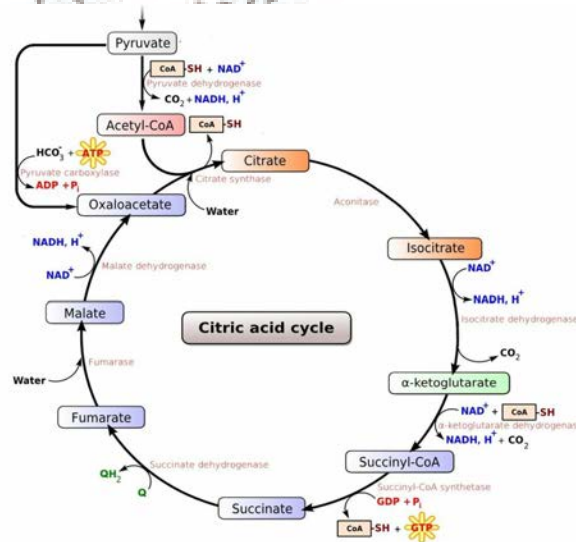 Pyruvate
CoA-SH + NAD+
Pyruvate dehydrogenase
CO2 + NADH, H+
Acetyl-CoA
CoA-SH
HCO3- + ATP
Pyruvate carboxylase
ADP + Pi
Citrate
Citrate synthase
Oxaloacetate
Water
Aconitase
Isocitrate
NAD+
NADH, H+
Isocitrate dehydrogenase
CO2
α-ketoglutarate
NAD+ + CoA-SH
α-ketoglutarate dehydrogenase
NADH, H+ + CO2
Succinyl-CoA
Succinyl-CoA synthetase
GDP + Pi
CoA-SH + GTP
Succinate
Succinate dehydrogenase
QH2
Q
Fumarate
Water
Fumarase
Malate
NADH, H+
NAD+
Malate dehydrogenase
Citric acid cycle